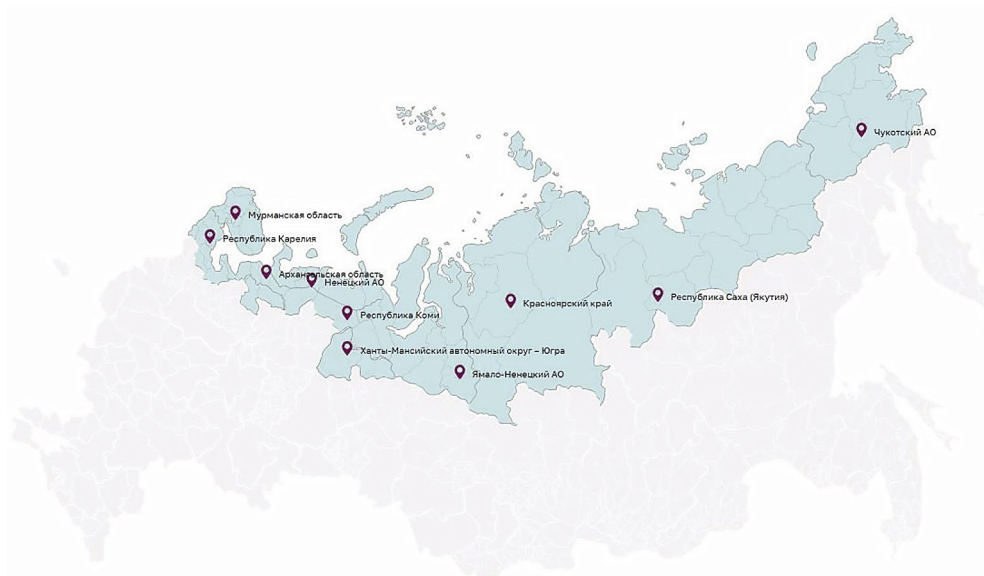 Чукотский АО
Мурманская область
Республика Карелия
Архангельская область
Ненецкий АО
Республика Саха (Якутия)
Красноярский край
Республика Коми
Ханты-Мансийский автономный округ – Югра
Ямало-Ненецкий АО